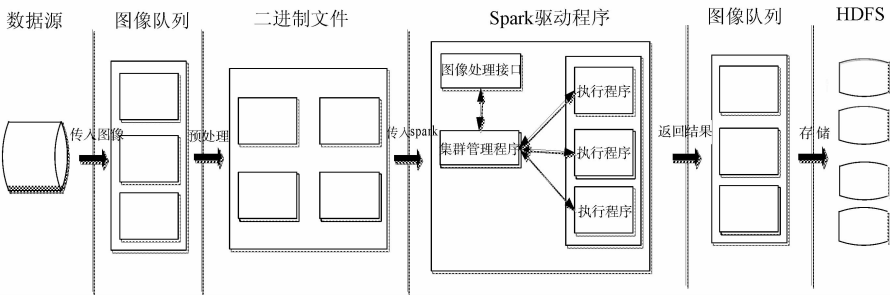 数据源
图像队列
二进制文件
Spark驱动程序
图像队列
HDFS
传入图像
预处理
传入spark
图像处理接口
集群管理程序
执行程序
执行程序
执行程序
返回结果
存储